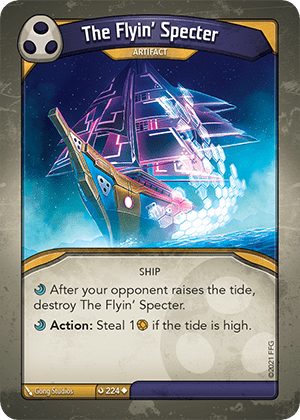 The Flyin’ Specter
ARTIFACT
SHIP
After your opponent raises the tide,
destroy The Flyin’ Specter.
Action: Steal 1 if the tide is high.
©2021 FFG
Gong Studios
224